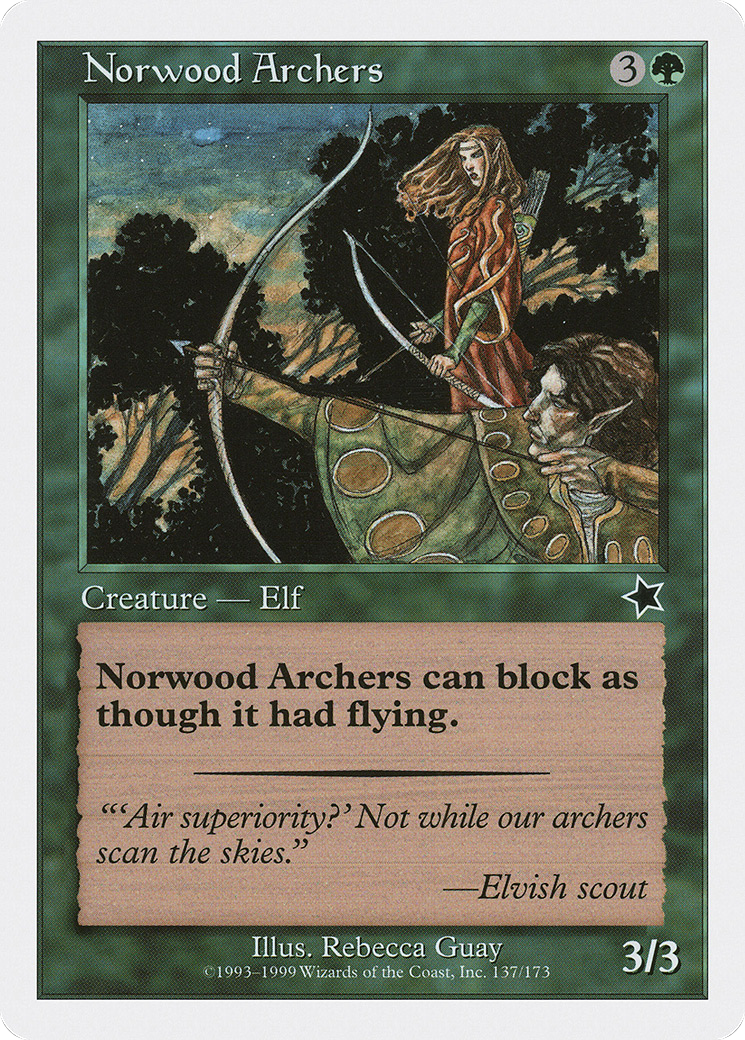 Norwood Archers 3
Creature — Elf
Norwood Archers can block as
though it had flying.
“‘Air superiority?’ Not while our archers
scan the skies.”
—Elvish scout
Illus. Rebecca Guay
©1993–1999 Wizards of the Coast, Inc. 137/173
3/3